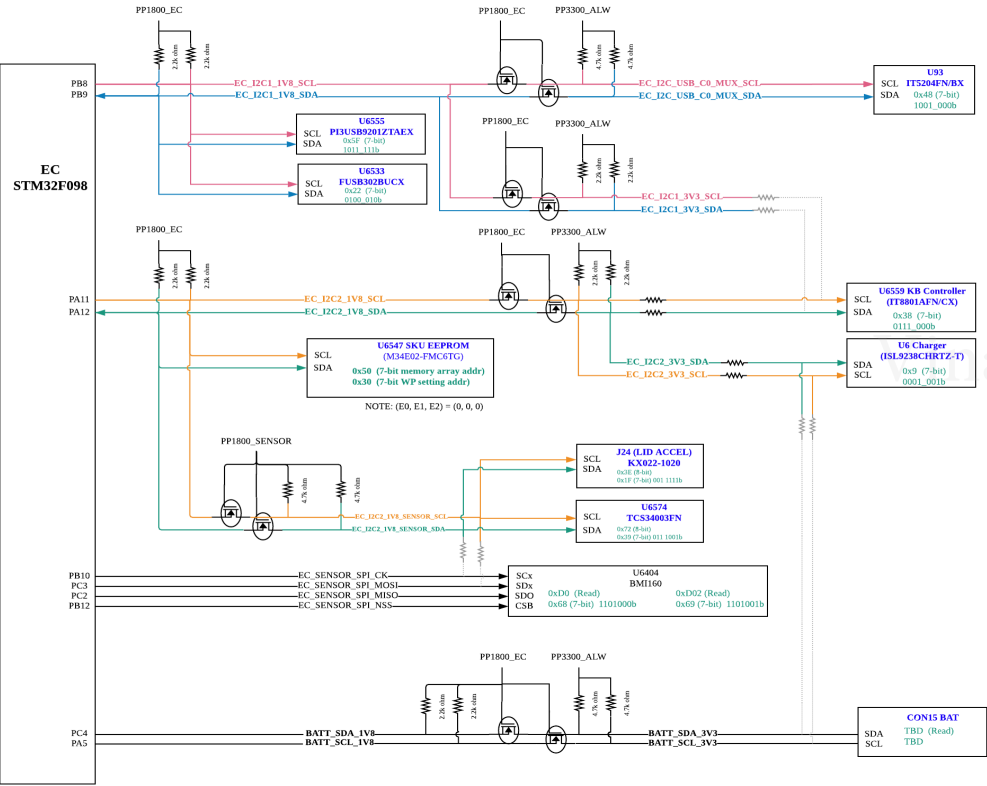 PP1800_EC
2.2k ohm
2.2k ohm
PP1800_EC
PP3300_ALW
4.7k ohm
4.7k ohm
PB8
EC_I2C1_1V8_SCL
EC_I2C_USB_C0_MUX_SCL
PB9
EC_I2C1_1V8_SDA
EC_I2C_USB_C0_MUX_SDA
U93
IT5204FN/BX
SCL
SDA
0x48 (7-bit)
1001_000b
U6555
PI3USB9201ZTAEX
SCL
SDA
0x5F (7-bit)
1011_111b
U6533
FUSB302BUCX
SCL
SDA
0x22 (7-bit)
0100_010b
EC
STM32F098
PP1800_EC
PP3300_ALW
2.2k ohm
2.2k ohm
EC_I2C1_3V3_SCL
EC_I2C1_3V3_SDA
PP1800_EC
2.2k ohm
2.2k ohm
PP1800_EC
PP3300_ALW
2.2k ohm
2.2k ohm
PA11
EC_I2C2_1V8_SCL
PA12
EC_I2C2_1V8_SDA
U6559 KB Controller
(IT8801AFN/CX)
SCL
SDA
0x38 (7-bit)
0111_000b
U6547 SKU EEPROM
(M34E02-FMC6TG)
SCL
SDA
0x50 (7-bit memory array addr)
0x30 (7-bit WP setting addr)
NOTE: (E0, E1, E2) = (0, 0, 0)
EC_I2C2_3V3_SDA
EC_I2C2_3V3_SCL
U6 Charger
(ISL9238CHRTZ-T)
SDA
SCL
0x9 (7-bit)
0001_001b
PP1800_SENSOR
4.7k ohm
4.7k ohm
EC_I2C2_1V8_SENSOR_SCL
EC_I2C2_1V8_SENSOR_SDA
J24 (LID ACCEL)
KX022-1020
SCL
SDA
0x3E (8-bit)
0x1F (7-bit) 001 1111b
U6574
TCS34003FN
SCL
SDA
0x72 (8-bit)
0x39 (7-bit) 011 1001b
PB10
EC_SENSOR_SPI_CK
PC3
EC_SENSOR_SPI_MOSI
PC2
EC_SENSOR_SPI_MISO
PB12
EC_SENSOR_SPI_NSS
U6404
BMI160
SCx
SDx
SDO
CSB
0xD0 (Read)
0xD02 (Read)
0x68 (7-bit) 1101000b
0x69 (7-bit) 1101001b
PP1800_EC
PP3300_ALW
2.2k ohm
2.2k ohm
4.7k ohm
4.7k ohm
PC4
BATT_SDA_1V8
BATT_SDA_3V3
PA5
BATT_SCL_1V8
BATT_SCL_3V3
CON15 BAT
SDA
SCL
TBD (Read)
TBD